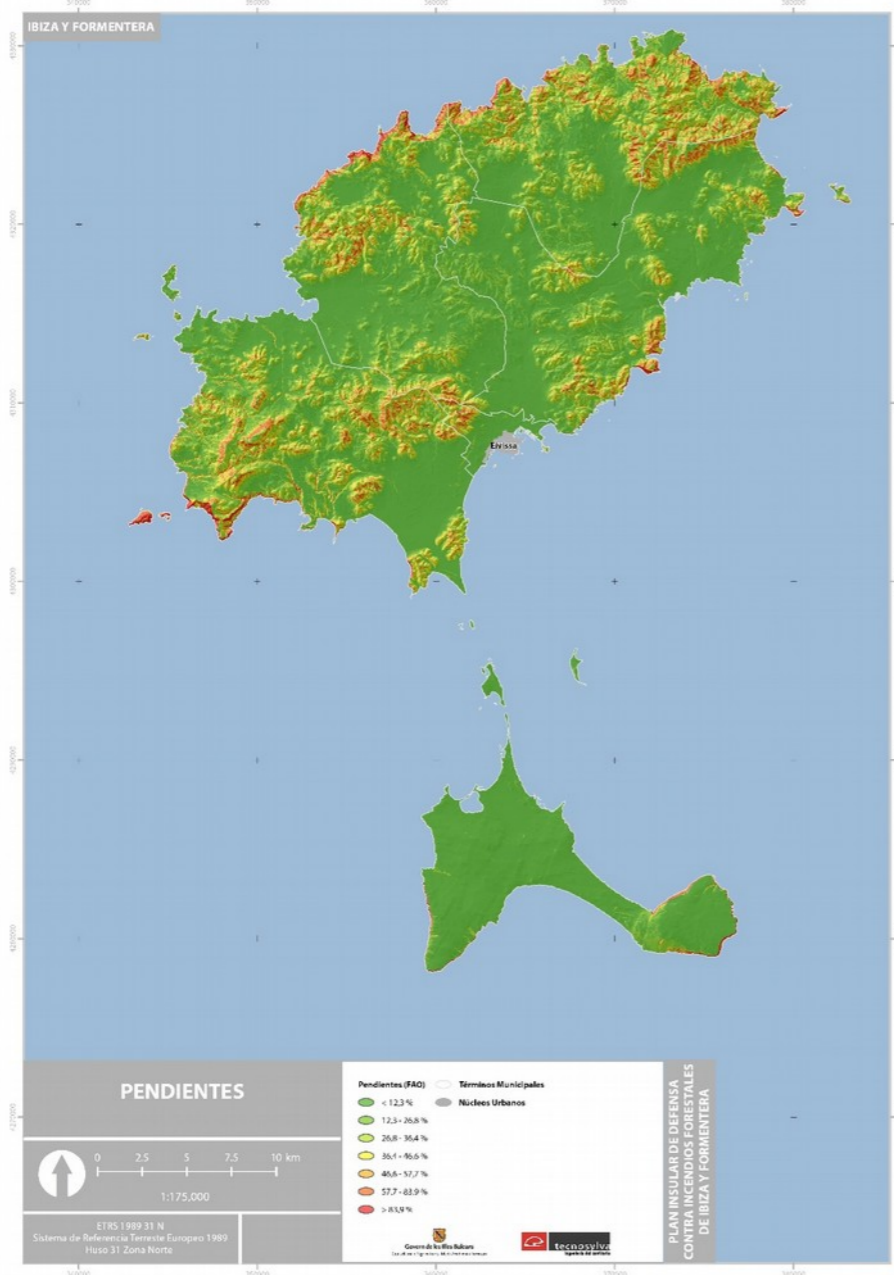 IBIZA Y FORMENTERA
Eivissa
PENDIENTES
0 2.5 5 7.5 10 km
1:175,000
ETRS 1989 31 N
Sistema de Referencia Terreste Europeo 1989
Huso 31 Zona Norte
Pendientes (FAO)
< 12,3 %
12,3 - 26,8 %
26,8 - 36,4 %
36,4 - 46,6 %
46,6 - 57,7 %
57,7 - 83,9 %
> 83,9 %
Términos Municipales
Núcleos Urbanos
Govern de les Illes Balears
tecnosylva
PLAN INSULAR DE DEFENSA
CONTRA INCENDIOS FORESTALES
DE IBIZA Y FORMENTERA